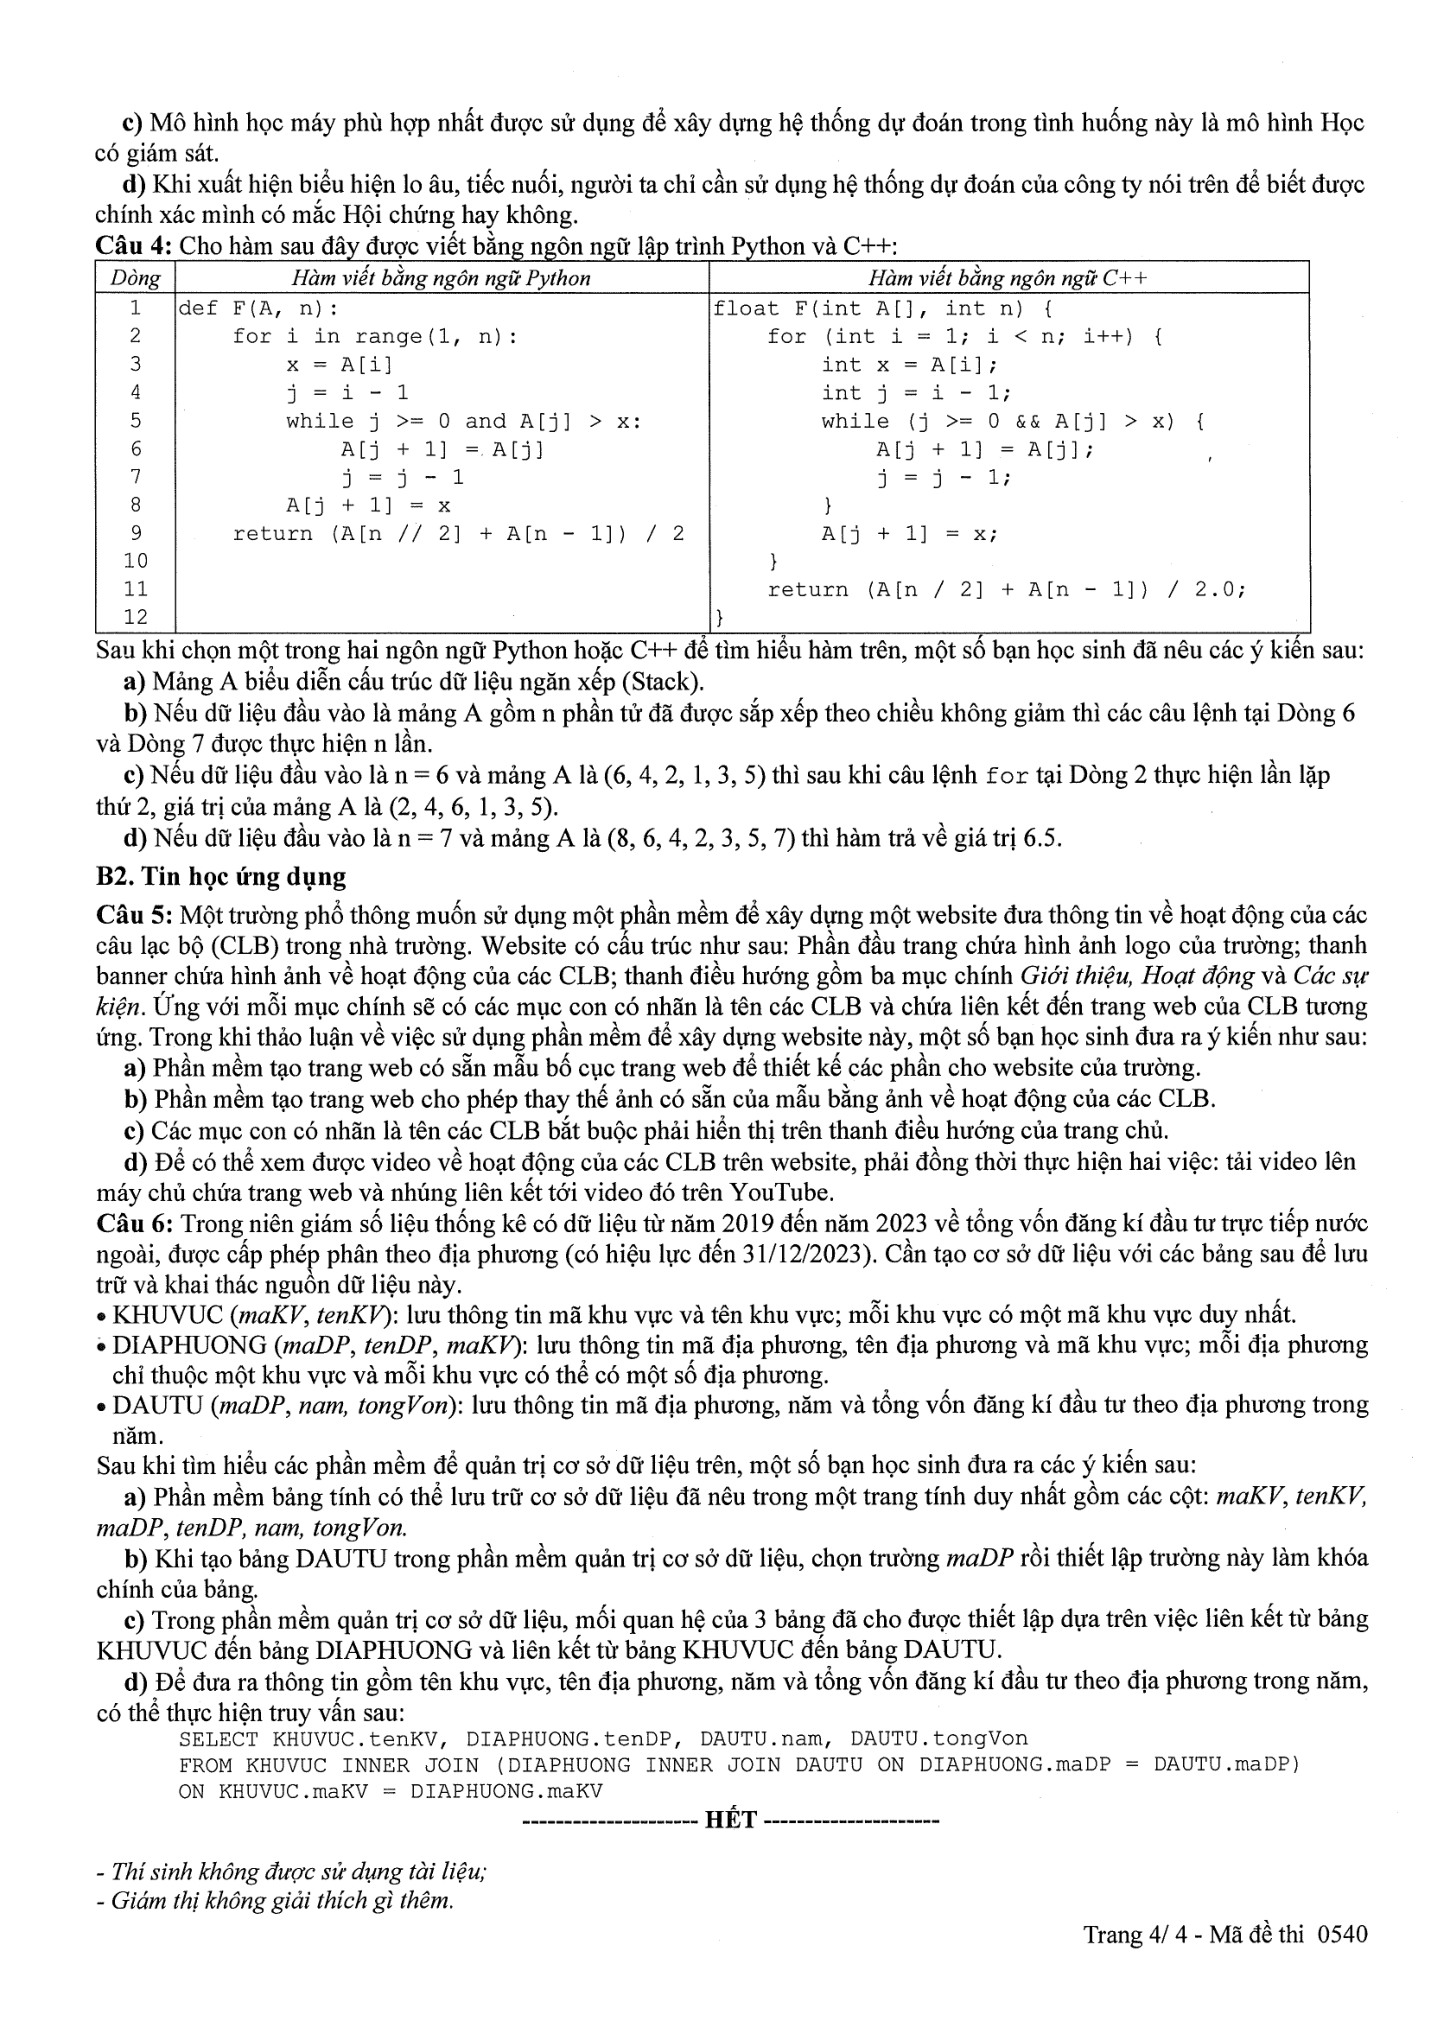 c) Mô hình học máy phù hợp nhất được sử dụng để xây dựng hệ thống dự đoán trong tình huống này là mô hình Học
có giám sát.
d) Khi xuất hiện biểu hiện lo âu, tiếc nuối, người ta chỉ cần sử dụng hệ thống dự đoán của công ty nói trên để biết được
chính xác mình có mắc Hội chứng hay không.
Câu 4: Cho hàm sau đây được viết bằng ngôn ngữ lập trình Python và C++:
Dòng Hàm viết bằng ngôn ngữ Python Hàm viết bằng ngôn ngữ C++
1 def F(A, n): float F(int A[], int n) {
2 for i in range(1, n): for (int i = 1; i < n; i++) {
3 x = A[i] int x = A[i];
4 j = i - 1 int j = i - 1;
5 while j >= 0 and A[j] > x: while (j >= 0 && A[j] > x) {
6 A[j + 1] = A[j] A[j + 1] = A[j];
7 j = j - 1 j = j - 1;
8 A[j + 1] = x }
9 return (A[n // 2] + A[n - 1]) / 2 A[j + 1] = x;
10 }
11 return (A[n / 2] + A[n - 1]) / 2.0;
12 }
Sau khi chọn một trong hai ngôn ngữ Python hoặc C++ để tìm hiểu hàm trên, một số bạn học sinh đã nêu các ý kiến sau:
a) Mảng A biểu diễn cấu trúc dữ liệu ngăn xếp (Stack).
b) Nếu dữ liệu đầu vào là mảng A gồm n phần tử đã được sắp xếp theo chiều không giảm thì các câu lệnh tại Dòng 6
và Dòng 7 được thực hiện n lần.
c) Nếu dữ liệu đầu vào là n = 6 và mảng A là (6, 4, 2, 1, 3, 5) thì sau khi câu lệnh for tại Dòng 2 thực hiện lần lặp
thứ 2, giá trị của mảng A là (2, 4, 6, 1, 3, 5).
d) Nếu dữ liệu đầu vào là n = 7 và mảng A là (8, 6, 4, 2, 3, 5, 7) thì hàm trả về giá trị 6.5.
B2. Tin học ứng dụng
Câu 5: Một trường phổ thông muốn sử dụng một phần mềm để xây dựng một website đưa thông tin về hoạt động của các
câu lạc bộ (CLB) trong nhà trường. Website có cấu trúc như sau: Phần đầu trang chứa hình ảnh logo của trường; thanh
banner chứa hình ảnh về hoạt động của các CLB; thanh điều hướng gồm ba mục chính Giới thiệu, Hoạt động và Các sự
kiện. Ứng với mỗi mục chính sẽ có các mục con có nhãn là tên các CLB và chứa liên kết đến trang web của CLB tương
ứng. Trong khi thảo luận về việc sử dụng phần mềm để xây dựng website này, một số bạn học sinh đưa ra ý kiến như sau:
a) Phần mềm tạo trang web có sẵn mẫu bố cục trang web để thiết kế các phần cho website của trường.
b) Phần mềm tạo trang web cho phép thay thế ảnh có sẵn của mẫu bằng ảnh về hoạt động của các CLB.
c) Các mục con có nhãn là tên các CLB bắt buộc phải hiển thị trên thanh điều hướng của trang chủ.
d) Để có thể xem được video về hoạt động của các CLB trên website, phải đồng thời thực hiện hai việc: tải video lên
máy chủ chứa trang web và nhúng liên kết tới video đó trên YouTube.
Câu 6: Trong niên giám số liệu thống kê có dữ liệu từ năm 2019 đến năm 2023 về tổng vốn đăng kí đầu tư trực tiếp nước
ngoài, được cấp phép phân theo địa phương (có hiệu lực đến 31/12/2023). Cần tạo cơ sở dữ liệu với các bảng sau để lưu
trữ và khai thác nguồn dữ liệu này.
• KHUVUC (maKV, tenKV): lưu thông tin mã khu vực và tên khu vực; mỗi khu vực có một mã khu vực duy nhất.
• DIAPHUONG (maDP, tenDP, maKV): lưu thông tin mã địa phương, tên địa phương và mã khu vực; mỗi địa phương
chỉ thuộc một khu vực và mỗi khu vực có thể có một số địa phương.
• DAUTU (maDP, nam, tongVon): lưu thông tin mã địa phương, năm và tổng vốn đăng kí đầu tư theo địa phương trong
năm.
Sau khi tìm hiểu các phần mềm để quản trị cơ sở dữ liệu trên, một số bạn học sinh đưa ra các ý kiến sau:
a) Phần mềm bảng tính có thể lưu trữ cơ sở dữ liệu đã nêu trong một trang tính duy nhất gồm các cột: maKV, tenKV,
maDP, tenDP, nam, tongVon.
b) Khi tạo bảng DAUTU trong phần mềm quản trị cơ sở dữ liệu, chọn trường maDP rồi thiết lập trường này làm khóa
chính của bảng.
c) Trong phần mềm quản trị cơ sở dữ liệu, mối quan hệ của 3 bảng đã cho được thiết lập dựa trên việc liên kết từ bảng
KHUVUC đến bảng DIAPHUONG và liên kết từ bảng KHUVUC đến bảng DAUTU.
d) Để đưa ra thông tin gồm tên khu vực, tên địa phương, năm và tổng vốn đăng kí đầu tư theo địa phương trong năm,
có thể thực hiện truy vấn sau:
SELECT KHUVUC.tenKV, DIAPHUONG.tenDP, DAUTU.nam, DAUTU.tongVon
FROM KHUVUC INNER JOIN (DIAPHUONG INNER JOIN DAUTU ON DIAPHUONG.maDP = DAUTU.maDP)
ON KHUVUC.maKV = DIAPHUONG.maKV
--------------------- HẾT ---------------------
- Thí sinh không được sử dụng tài liệu;
- Giám thị không giải thích gì thêm.
Trang 4/ 4 - Mã đề thi 0540